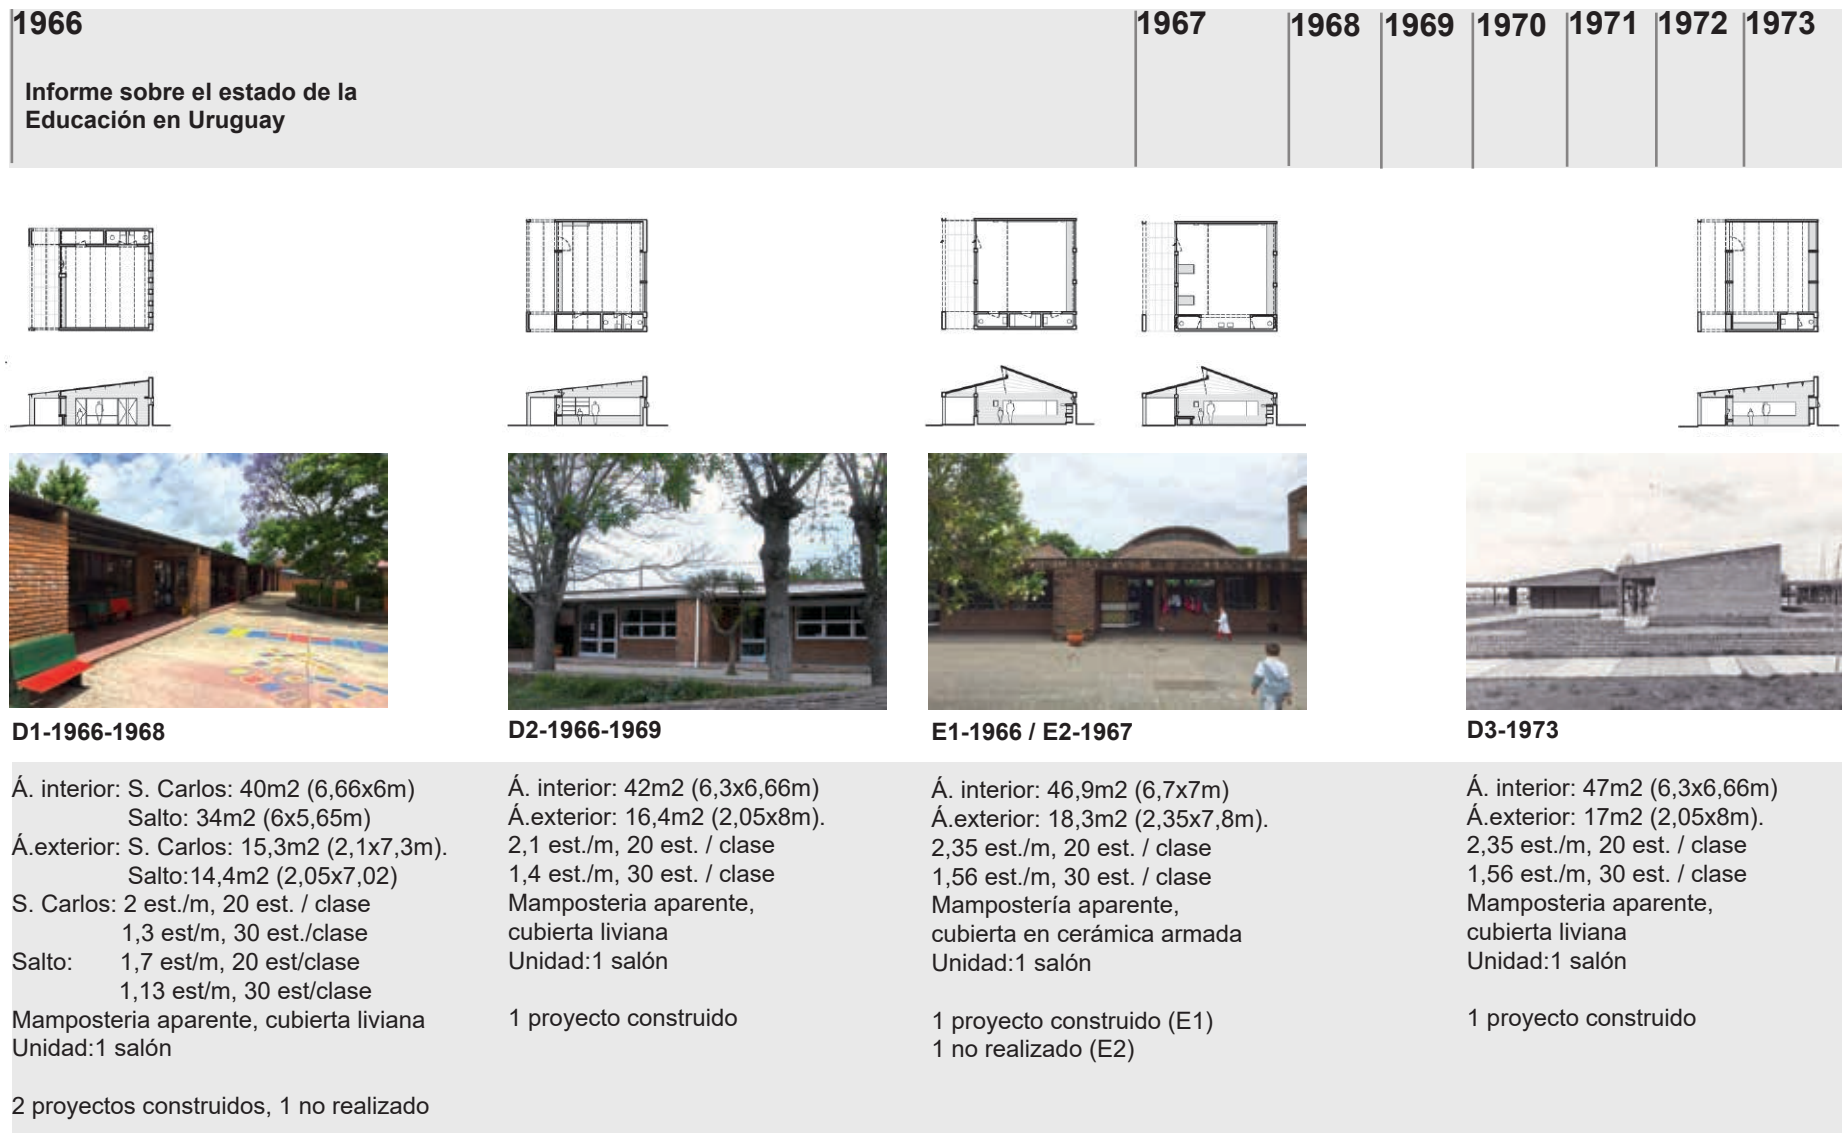 1966
1967
1968
1969
1970
1971
1972
1973
Informe sobre el estado de la
Educación en Uruguay
D1-1966-1968
Á. interior: S. Carlos: 40m2 (6,66x6m)
Salto: 34m2 (6x5,65m)
Á.exterior: S. Carlos: 15,3m2 (2,1x7,3m).
Salto:14,4m2 (2,05x7,02)
S. Carlos: 2 est./m, 20 est. / clase
1,3 est/m, 30 est./clase
Salto: 1,7 est/m, 20 est/clase
1,13 est/m, 30 est/clase
Mamposteria aparente, cubierta liviana
Unidad:1 salón
2 proyectos construidos, 1 no realizado
D2-1966-1969
Á. interior: 42m2 (6,3x6,66m)
Á.exterior: 16,4m2 (2,05x8m).
2,1 est./m, 20 est. / clase
1,4 est./m, 30 est. / clase
Mamposteria aparente,
cubierta liviana
Unidad:1 salón
1 proyecto construido
E1-1966 / E2-1967
Á. interior: 46,9m2 (6,7x7m)
Á.exterior: 18,3m2 (2,35x7,8m).
2,35 est./m, 20 est. / clase
1,56 est./m, 30 est. / clase
Mampostería aparente,
cubierta en cerámica armada
Unidad:1 salón
1 proyecto construido (E1)
1 no realizado (E2)
D3-1973
Á. interior: 47m2 (6,3x6,66m)
Á.exterior: 17m2 (2,05x8m).
2,35 est./m, 20 est. / clase
1,56 est./m, 30 est. / clase
Mamposteria aparente,
cubierta liviana
Unidad:1 salón
1 proyecto construido